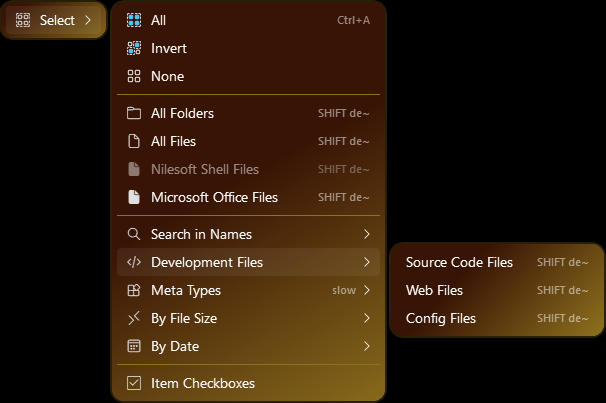 Select
All Ctrl+A
Invert
None
All Folders SHIFT de~
All Files SHIFT de~
Nilesoft Shell Files SHIFT de~
Microsoft Office Files SHIFT de~
Search in Names
Development Files
Meta Types slow
By File Size
By Date
Item Checkboxes
Source Code Files SHIFT de~
Web Files SHIFT de~
Config Files SHIFT de~